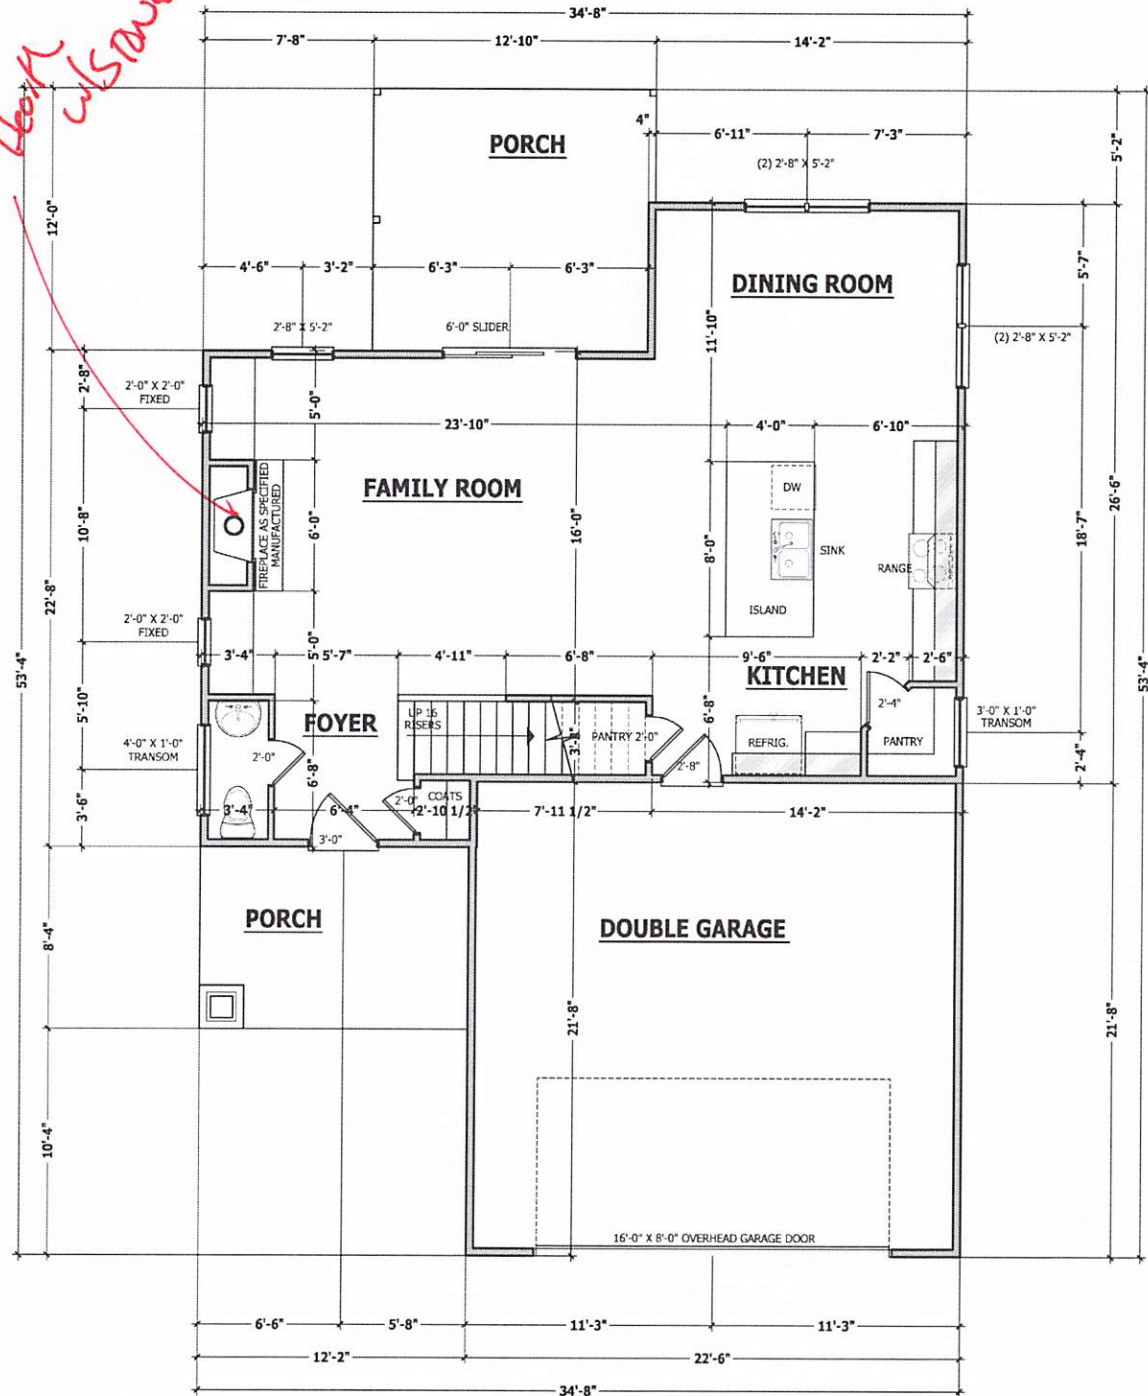 34'-8"
7'-8" 12'-10" 14'-2"
w/STONE
4" 6'-11" 7'-3"
5'-2"
PORCH
(2) 2'-8" X 5'-2"
12'-0"
4'-6" 3'-2" 6'-3" 6'-3"
DINING ROOM
5'-7"
11'-10"
2'-8" X 5'-2" 6'-0" SLIDER
(2) 2'-8" X 5'-2"
2'-8"
2'-0" X 2'-0"
FIXED
5'-0"
23'-10" 4'-0" 6'-10"
FAMILY ROOM
DW
FIREPLACE AS SPECIFIED
MANUFACTURED
6'-0"
16'-0"
8'-0"
10'-8"
26'-6"
18'-7"
SINK
RANGE
ISLAND
22'-8"
2'-0" X 2'-0"
FIXED
53'-4"
53'-4"
3'-4" 5'-7" 5'-0" 4'-11" 6'-8" 9'-6" 2'-2" 2'-6"
KITCHEN
5'-10"
FOYER
UP 16
RISERS
6'-8"
2'-4"
3'-0" X 1'-0"
TRANSOM
PANTRY 2'-0"
3'-8"
REFRIG.
PANTRY
4'-0" X 1'-0"
TRANSOM
2'-0"
6'-8"
2'-8"
2'-4"
3'-6"
3'-4" 6'-4" 2'-0" COATS
2'-10 1/2" 7'-11 1/2" 14'-2"
3'-0"
PORCH
DOUBLE GARAGE
8'-4"
21'-8"
21'-8"
10'-4"
16'-0" X 8'-0" OVERHEAD GARAGE DOOR
6'-6" 5'-8" 11'-3" 11'-3"
12'-2" 22'-6"
34'-8"